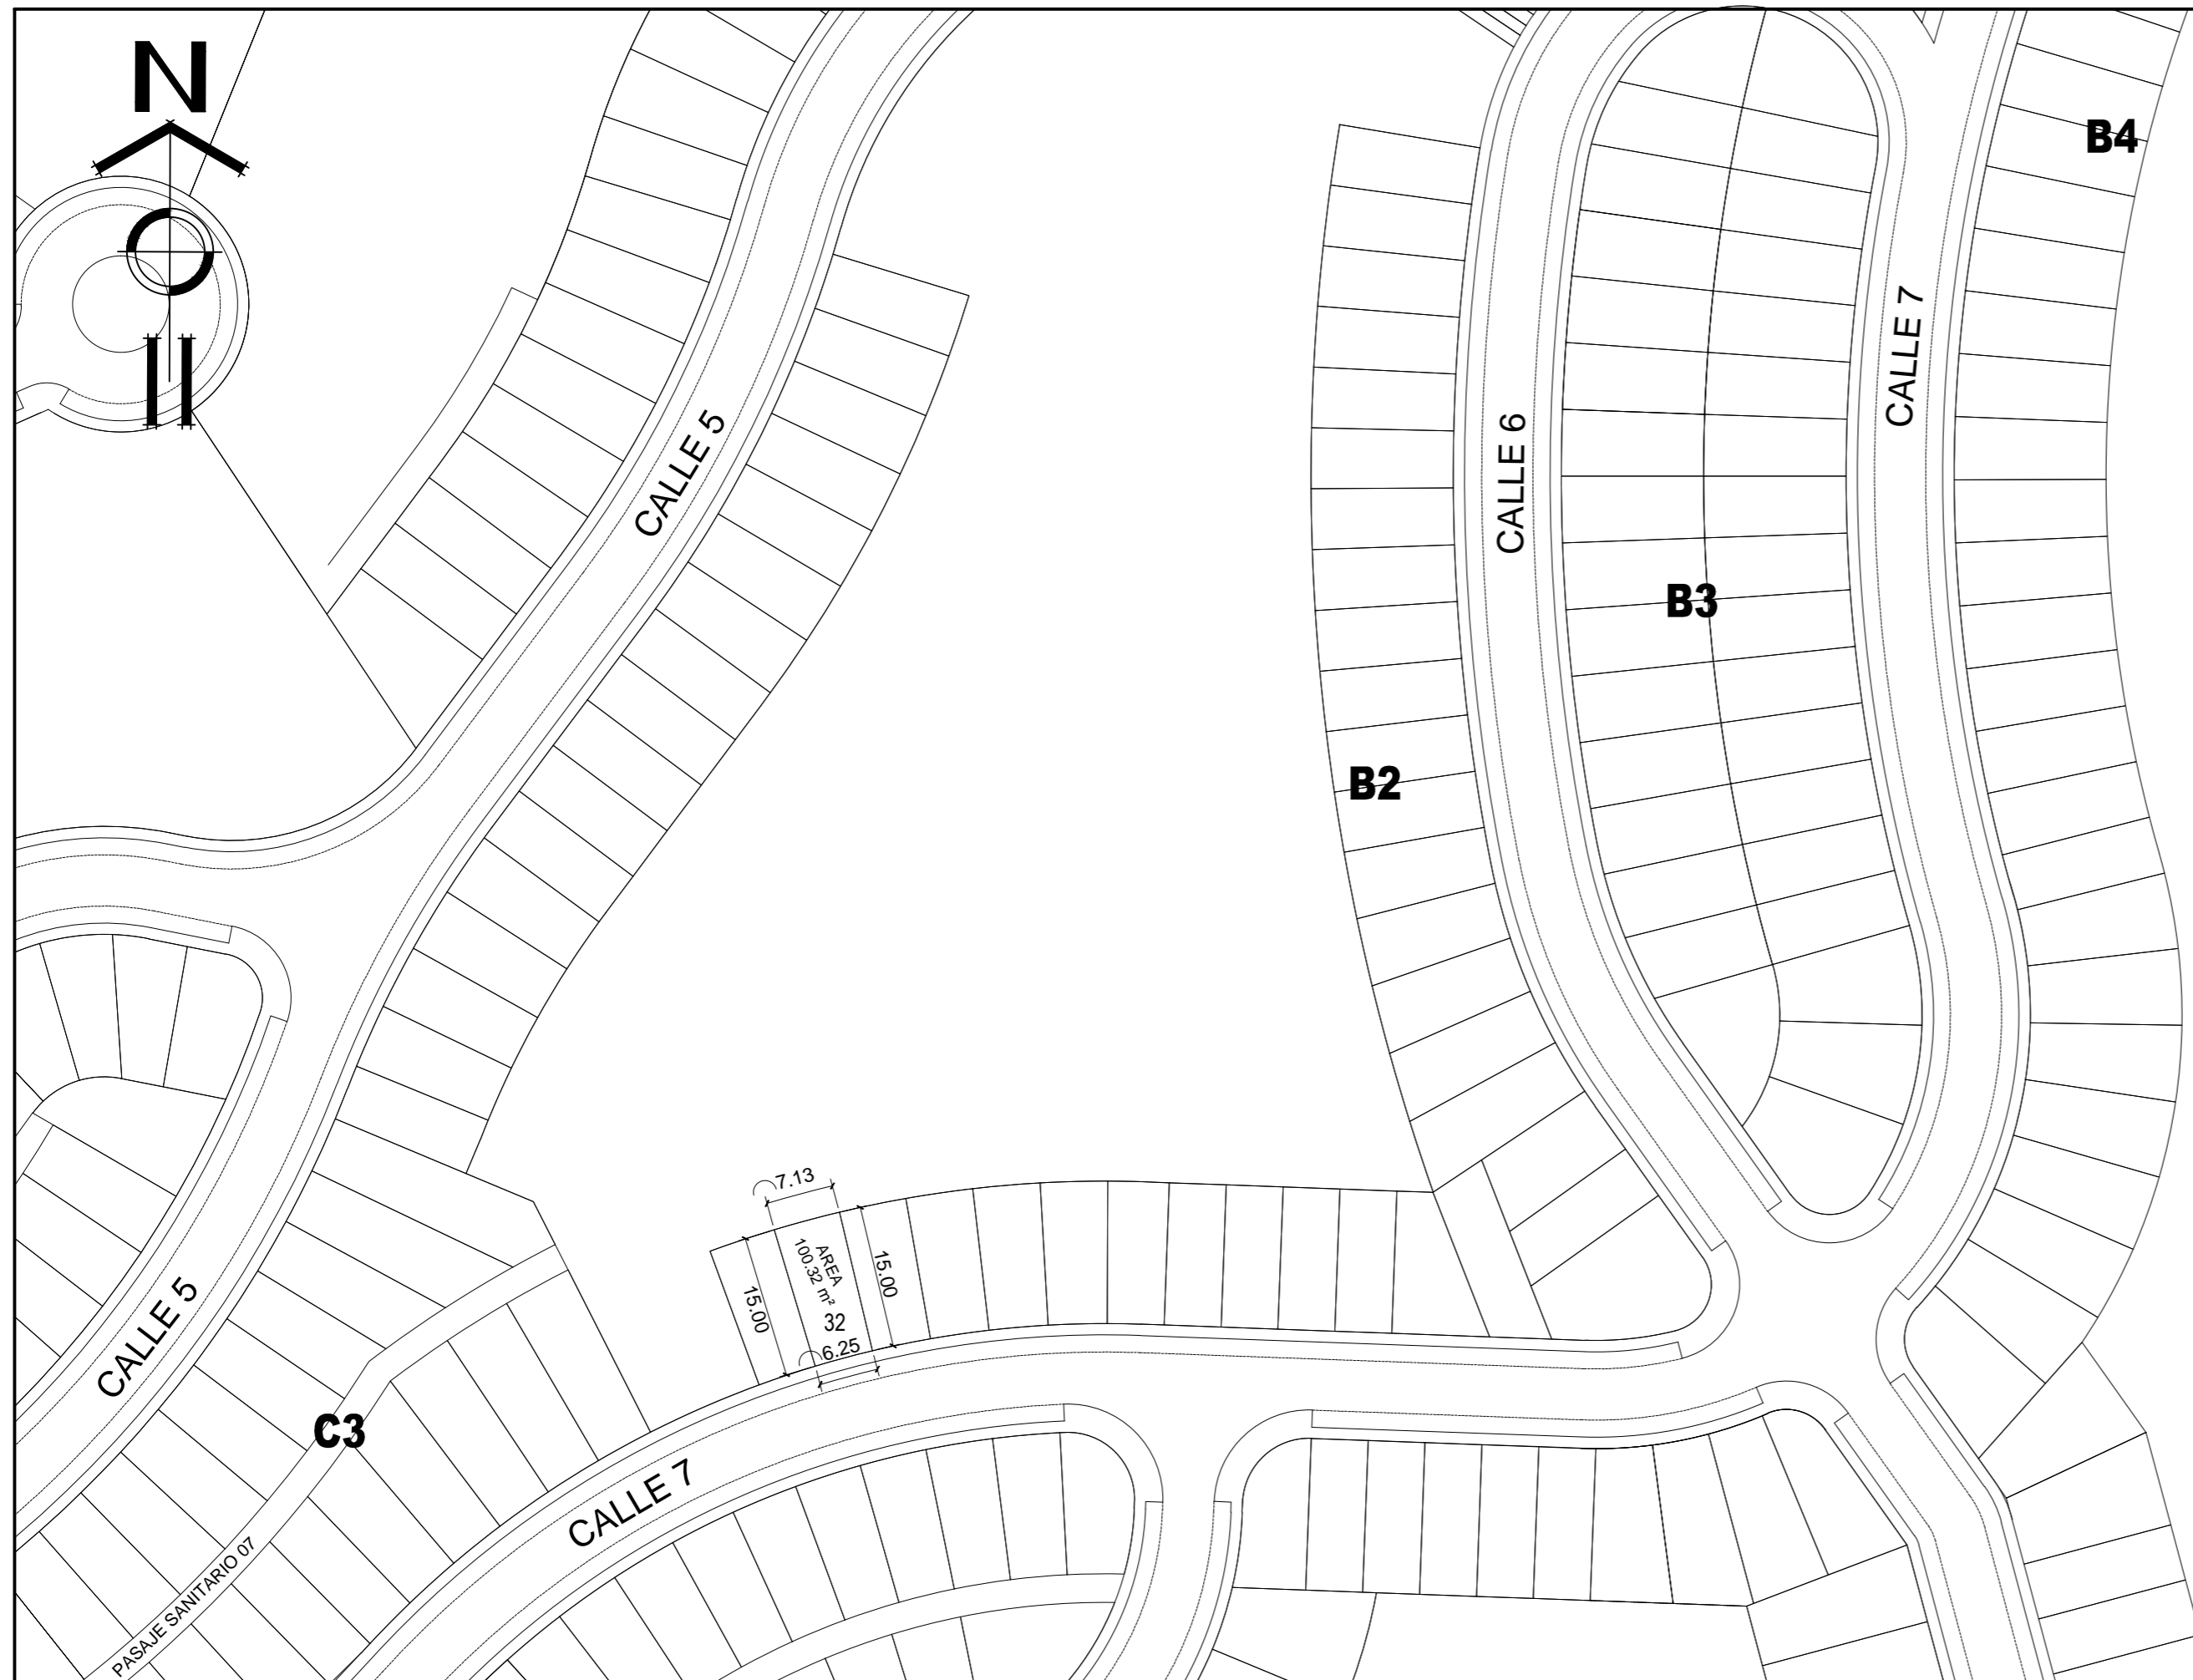 N
B4
CALLE 7
CALLE 5
CALLE 6
B3
B2
7.13
AREA
100.32 m²
32
15.00
15.00
6.25
CALLE 5
C3
CALLE 7
PASAJE SANITARIO 07